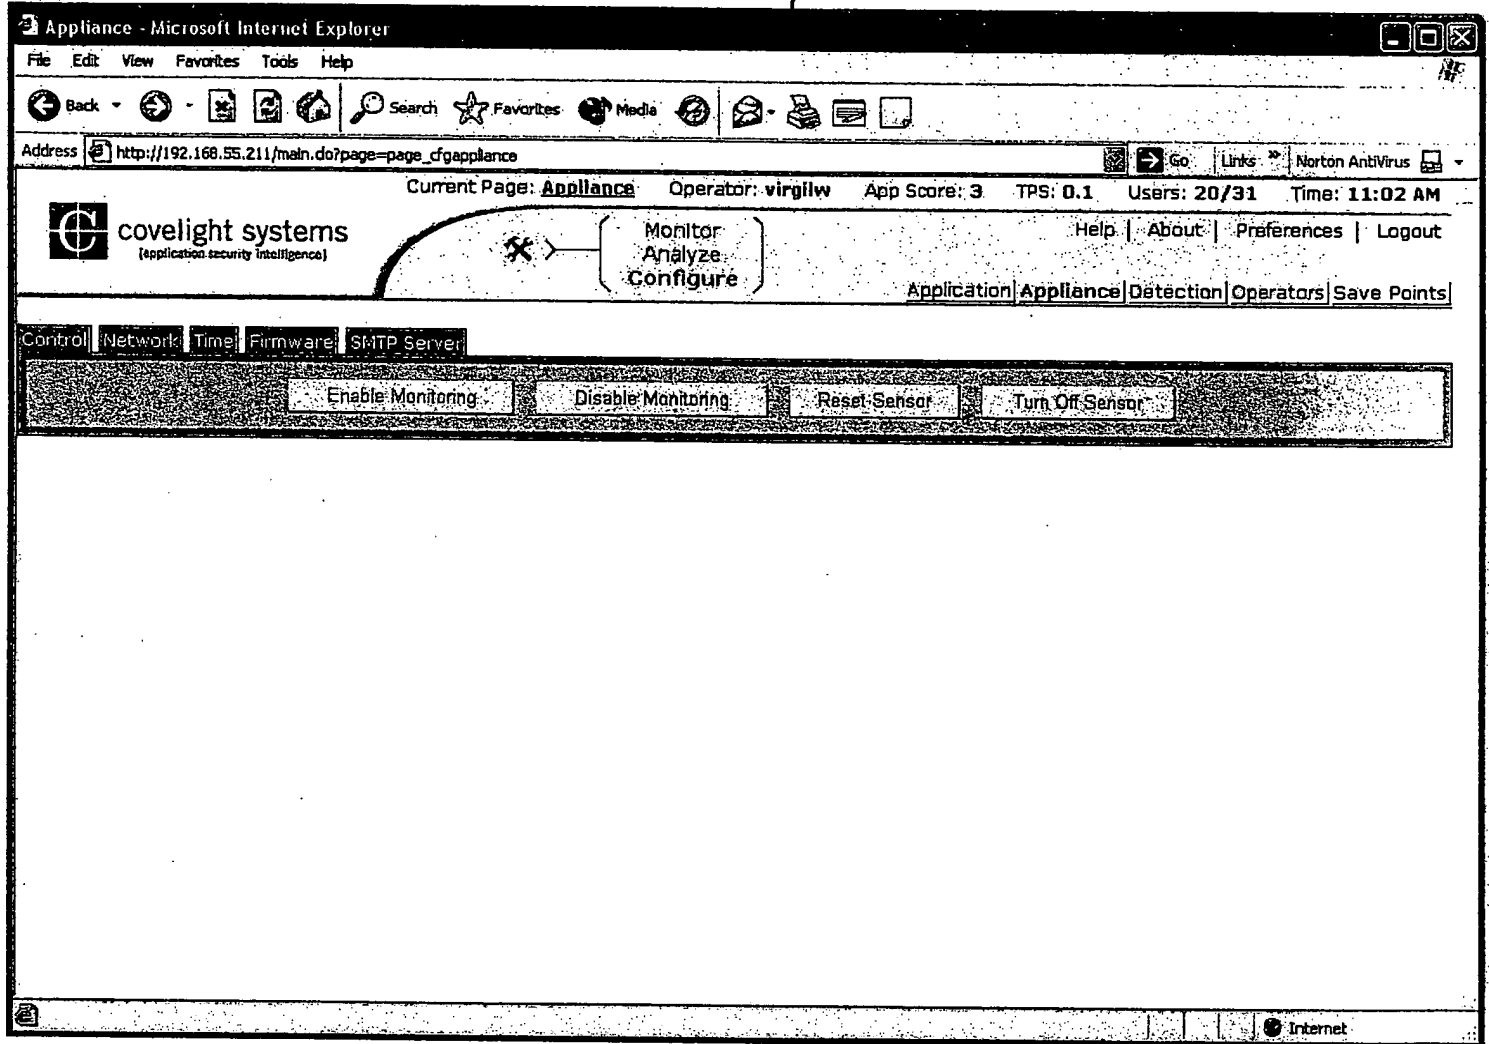 Appliance - Microsoft Internet Explorer
File Edit View Favorites Tools Help
Back Search Favorites Media
Address http://192.168.55.211/main.do?page=page_cfgappliance Go Links » Norton AntiVirus
Current Page: Appliance Operator: virgilw App Score: 3 TPS: 0.1 Users: 20/31 Time: 11:02 AM
covelight systems
[application security intelligence]
Monitor
Analyze
Configure
Help | About | Preferences | Logout
Application| Appliance| Detection| Operators| Save Points|
Control Network Time Firmware SMTP Server
Enable Monitoring Disable Monitoring Reset Sensor Turn Off Sensor
Internet